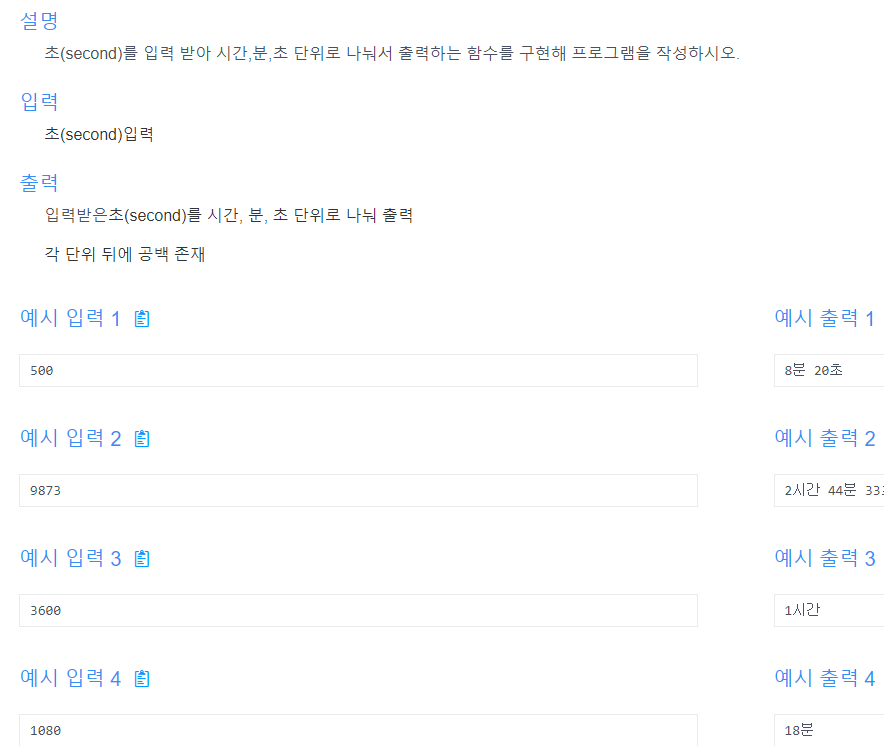 설명
초(second)를 입력 받아 시간,분,초 단위로 나눠서 출력하는 함수를 구현해 프로그램을 작성하시오.
입력
초(second)입력
출력
입력받은초(second)를 시간, 분, 초 단위로 나눠 출력
각 단위 뒤에 공백 존재
예시 입력 1
예시 출력 1
500
8분 20초
예시 입력 2
예시 출력 2
9873
2시간 44분 33
예시 입력 3
예시 출력 3
3600
1시간
예시 입력 4
예시 출력 4
1080
18분